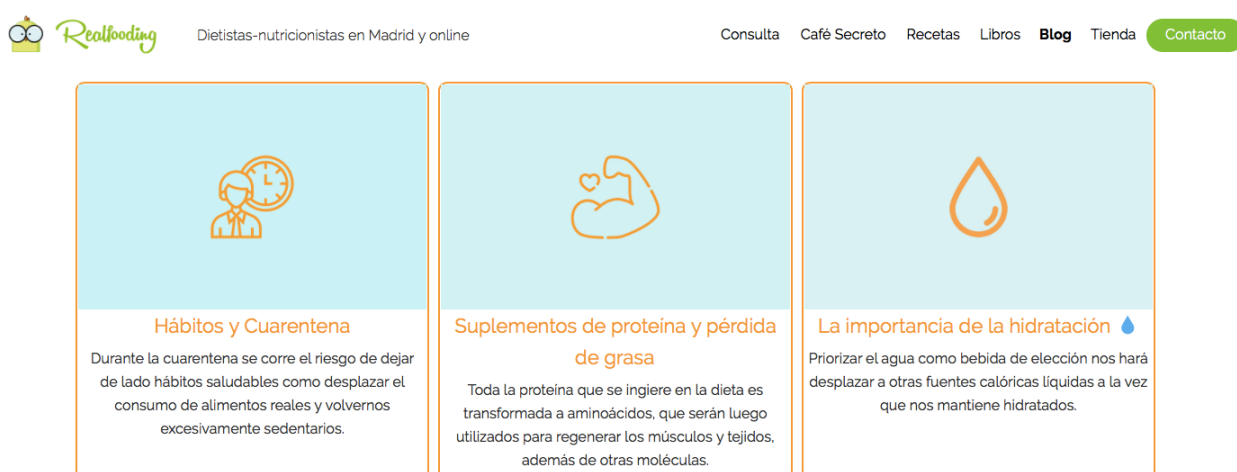 Realfooding
Dietistas-nutricionistas en Madrid y online
Consulta
Café Secreto
Recetas
Libros
Blog
Tienda
Contacto
Hábitos y Cuarentena
Durante la cuarentena se corre el riesgo de dejar
de lado hábitos saludables como desplazar el
consumo de alimentos reales y volvernos
excesivamente sedentarios.
Suplementos de proteína y pérdida
de grasa
Toda la proteína que se ingiere en la dieta es
transformada a aminoácidos, que serán luego
utilizados para regenerar los músculos y tejidos,
además de otras moléculas.
La importancia de la hidratación 💧
Priorizar el agua como bebida de elección nos hará
desplazar a otras fuentes calóricas líquidas a la vez
que nos mantiene hidratados.